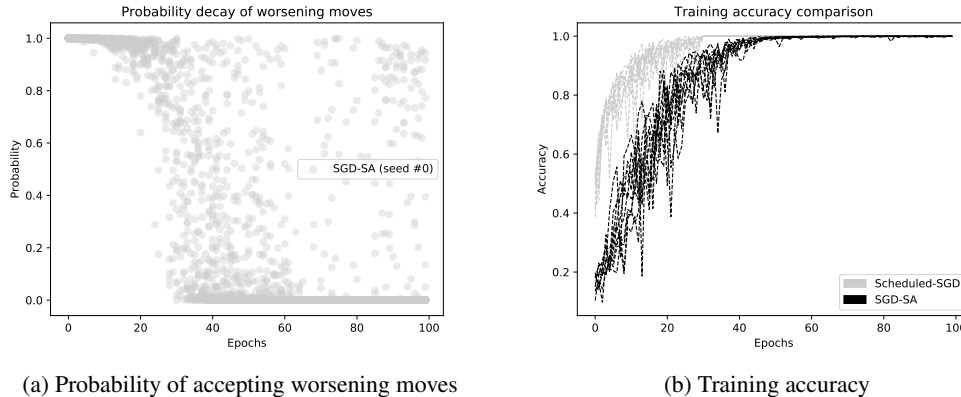 Probability decay of worsening moves
Probability
1.0
0.8
0.6
0.4
0.2
0.0
SGD-SA (seed #0)
0 20 40 60 80 100
Epochs
(a) Probability of accepting worsening moves
Training accuracy comparison
Accuracy
1.0
0.8
0.6
0.4
0.2
Scheduled-SGD
SGD-SA
0 20 40 60 80 100
Epochs
(b) Training accuracy